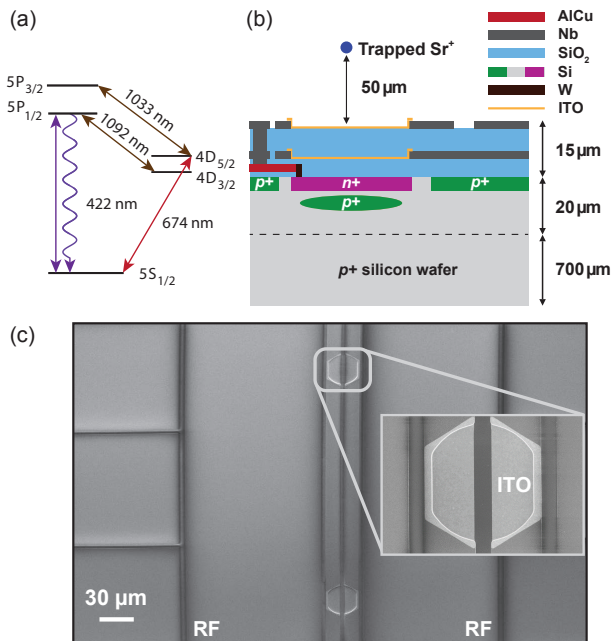 (a)
5P3/2
5P1/2
1033 nm
1092 nm
4D5/2
4D3/2
422 nm
674 nm
5S1/2
(b)
Trapped Sr+
50 µm
AlCu
Nb
SiO2
Si
W
ITO
15 µm
p+
n+
p+
p+
20 µm
p+ silicon wafer
700 µm
(c)
ITO
30 µm
RF
RF